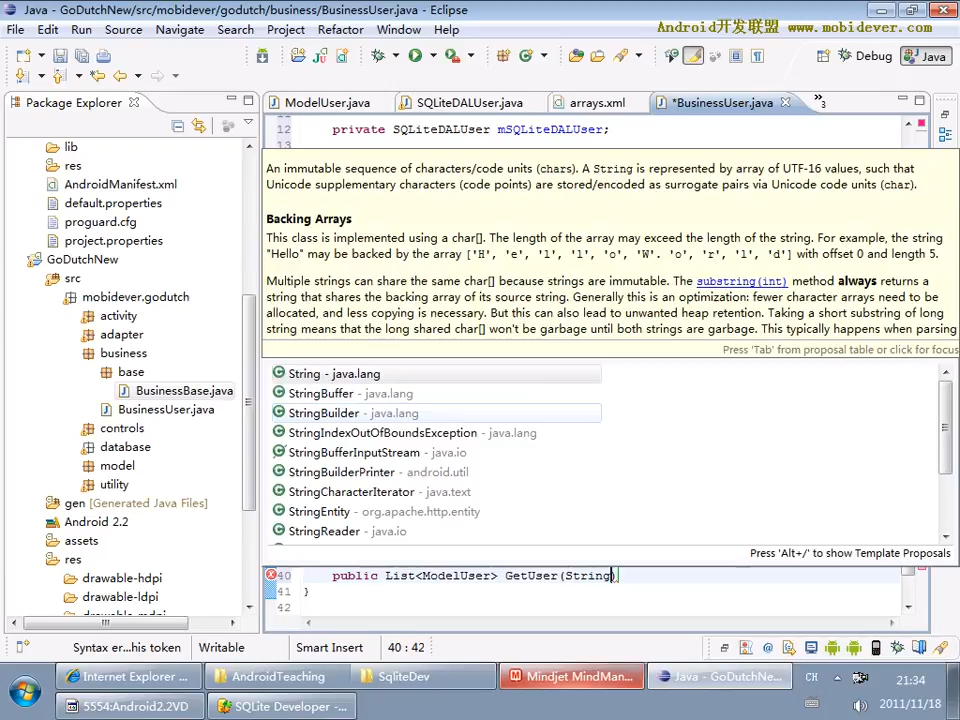 Java - GoDutchNew/src/mobidever/godutch/business/BusinessUser.java - Eclipse
Android开发联盟 www.mobidever.com
File Edit Run Source Navigate Search Project Refactor Window Help
Debug Java
Package Explorer
ModelUser.java SQLiteDALUser.java arrays.xml *BusinessUser.java »3
lib
res
AndroidManifest.xml
default.properties
proguard.cfg
project.properties
GoDutchNew
src
mobidever.godutch
activity
adapter
business
base
BusinessBase.java
BusinessUser.java
controls
database
model
utility
gen [Generated Java Files]
Android 2.2
assets
res
drawable-hdpi
drawable-ldpi
12 private SQLiteDALUser mSQLiteDALUser;
An immutable sequence of characters/code units (chars). A String is represented by array of UTF-16 values, such that
Unicode supplementary characters (code points) are stored/encoded as surrogate pairs via Unicode code units (char).
Backing Arrays
This class is implemented using a char[]. The length of the array may exceed the length of the string. For example, the string
"Hello" may be backed by the array ['H', 'e', 'l', 'l', 'o', 'W'. 'o', 'r', 'l', 'd'] with offset 0 and length 5.
Multiple strings can share the same char[] because strings are immutable. The substring(int) method always returns a
string that shares the backing array of its source string. Generally this is an optimization: fewer character arrays need to be
allocated, and less copying is necessary. But this can also lead to unwanted heap retention. Taking a short substring of long
string means that the long shared char[] won't be garbage until both strings are garbage. This typically happens when parsing
Press 'Tab' from proposal table or click for focus
String - java.lang
StringBuffer - java.lang
StringBuilder - java.lang
StringIndexOutOfBoundsException - java.lang
StringBufferInputStream - java.io
StringBuilderPrinter - android.util
StringCharacterIterator - java.text
StringEntity - org.apache.http.entity
StringReader - java.io
Press 'Alt+/' to show Template Proposals
40 public List<ModelUser> GetUser(String)
41 }
42
Syntax er...his token Writable Smart Insert 40 : 42
Internet Explorer ... AndroidTeaching SqliteDev Mindjet MindMan... Java - GoDutchNe... CH 21:34
5554:Android2.2VD SQLite Developer - ... 2011/11/18